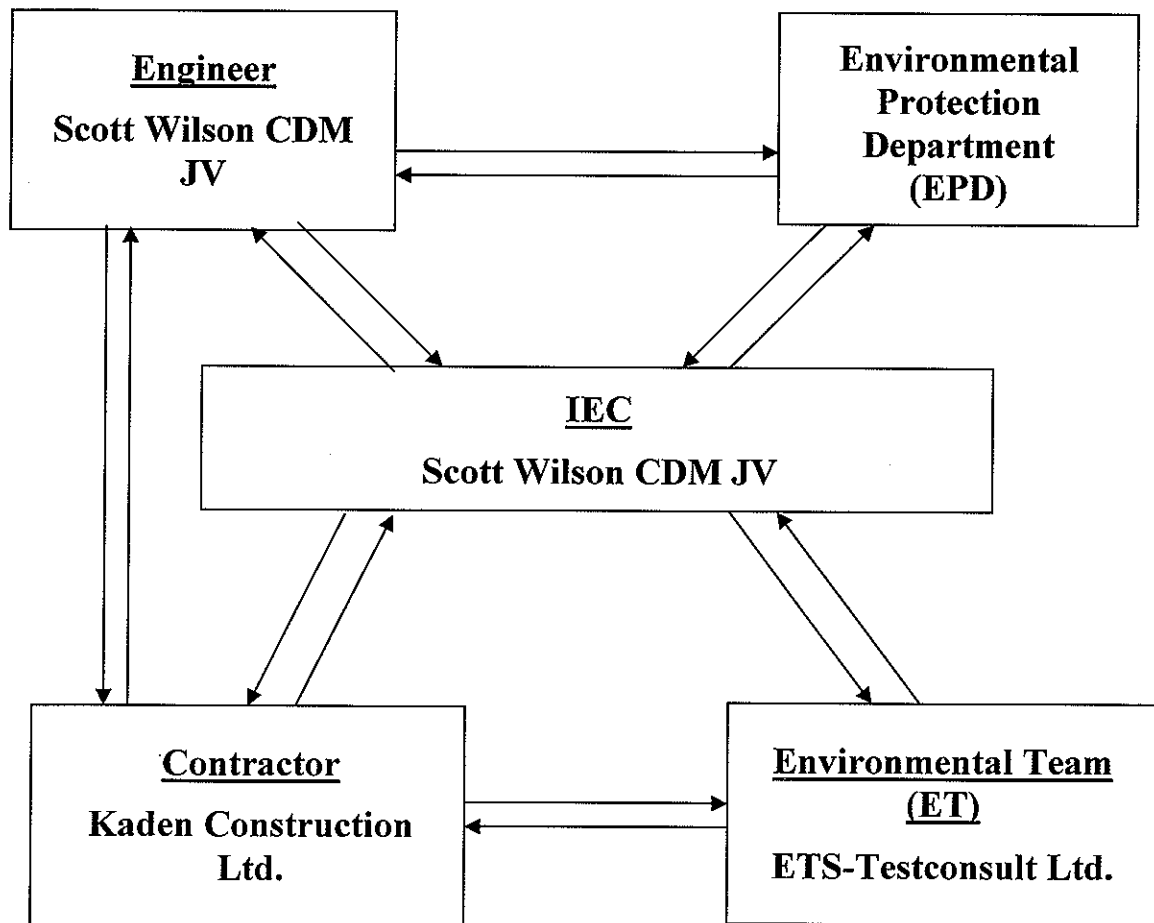 Engineer
Scott Wilson CDM
JV
Environmental
Protection
Department
(EPD)
IEC
Scott Wilson CDM JV
Contractor
Kaden Construction
Ltd.
Environmental Team
(ET)
ETS-Testconsult Ltd.